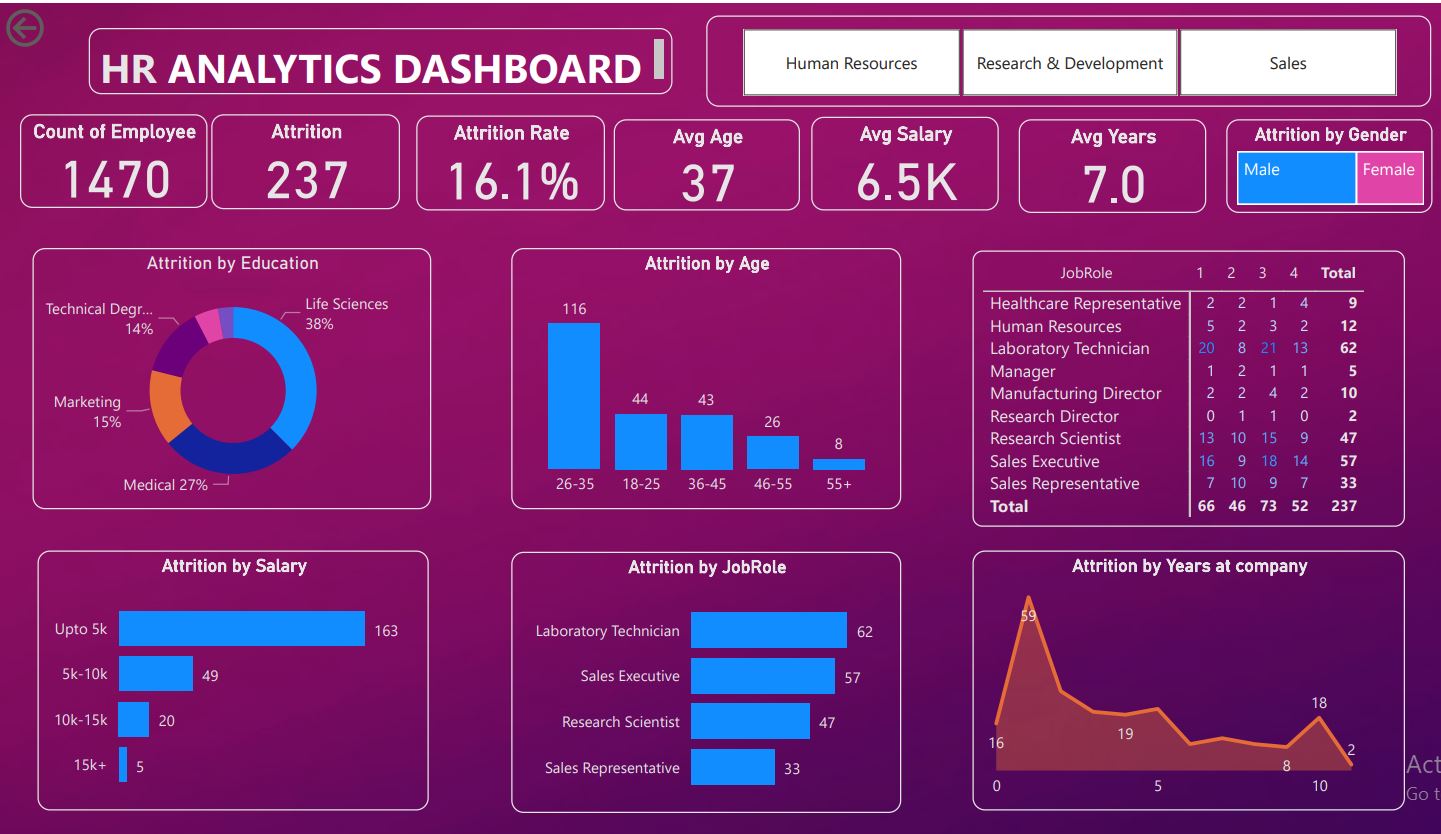 HR ANALYTICS DASHBOARD
Human Resources
Research & Development
Sales
Count of Employee
1470
Attrition
237
Attrition Rate
16.1%
Avg Age
37
Avg Salary
6.5K
Avg Years
7.0
Attrition by Gender
Male
Female
Attrition by Education
Life Sciences
38%
Technical Degr...
14%
Marketing
15%
Medical 27%
Attrition by Age
116
44
43
26
8
26-35 18-25 36-45 46-55 55+
JobRole 1 2 3 4 Total
Healthcare Representative 2 2 1 4 9
Human Resources 5 2 3 2 12
Laboratory Technician 20 8 21 13 62
Manager 1 2 1 1 5
Manufacturing Director 2 2 4 2 10
Research Director 0 1 1 0 2
Research Scientist 13 10 15 9 47
Sales Executive 16 9 18 14 57
Sales Representative 7 10 9 7 33
Total 66 46 73 52 237
Attrition by Salary
Upto 5k 163
5k-10k 49
10k-15k 20
15k+ 5
Attrition by JobRole
Laboratory Technician 62
Sales Executive 57
Research Scientist 47
Sales Representative 33
Attrition by Years at company
59
16
19
8
18
2
0 5 10
Act
Go t